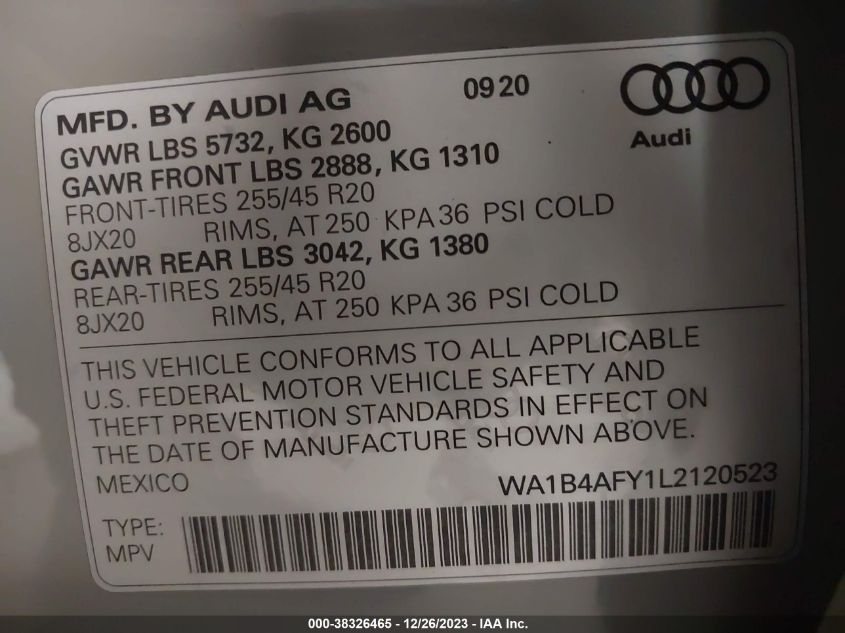 MFD. BY AUDI AG 0920
Audi
GVWR LBS 5732, KG 2600
GAWR FRONT LBS 2888, KG 1310
FRONT-TIRES 255/45 R20
8JX20 RIMS, AT 250 KPA 36 PSI COLD
GAWR REAR LBS 3042, KG 1380
REAR-TIRES 255/45 R20
8JX20 RIMS, AT 250 KPA 36 PSI COLD
THIS VEHICLE CONFORMS TO ALL APPLICABLE
U.S. FEDERAL MOTOR VEHICLE SAFETY AND
THEFT PREVENTION STANDARDS IN EFFECT ON
THE DATE OF MANUFACTURE SHOWN ABOVE.
MEXICO WA1B4AFY1L2120523
TYPE:
MPV
000-38326465 - 12/26/2023 - IAA Inc.